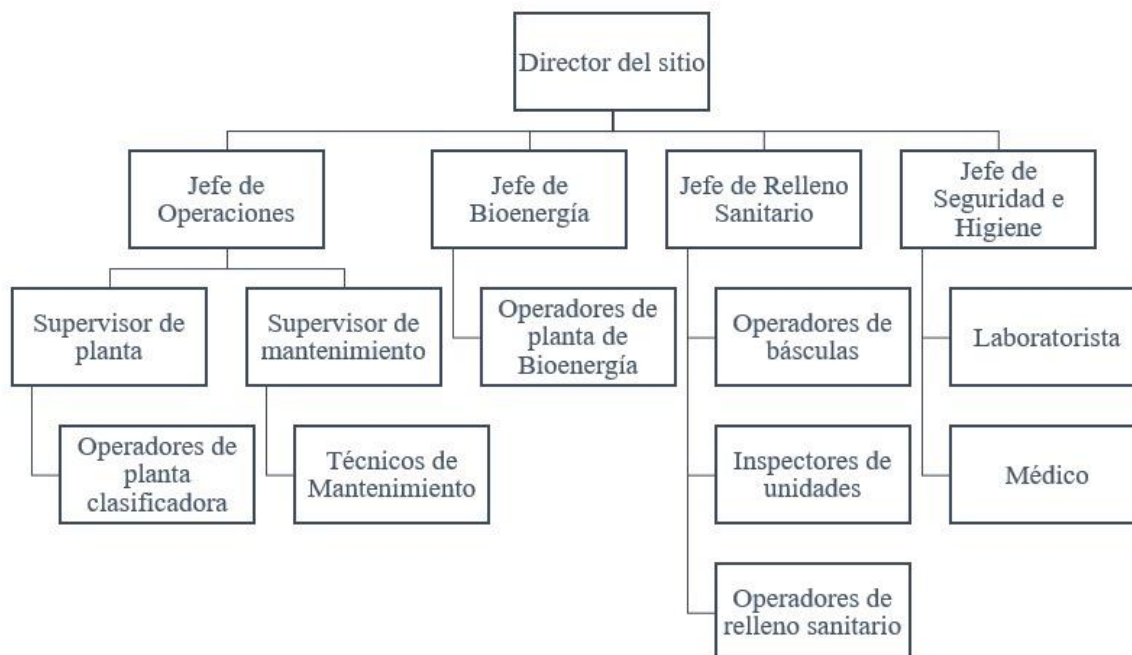 Director del sitio
Jefe de
Operaciones
Jefe de
Bioenergía
Jefe de Relleno
Sanitario
Jefe de
Seguridad e
Higiene
Supervisor de
planta
Supervisor de
mantenimiento
Operadores de
planta de
Bioenergía
Operadores de
básculas
Laboratorista
Operadores de
planta
clasificadora
Técnicos de
Mantenimiento
Inspectores de
unidades
Médico
Operadores de
relleno sanitario